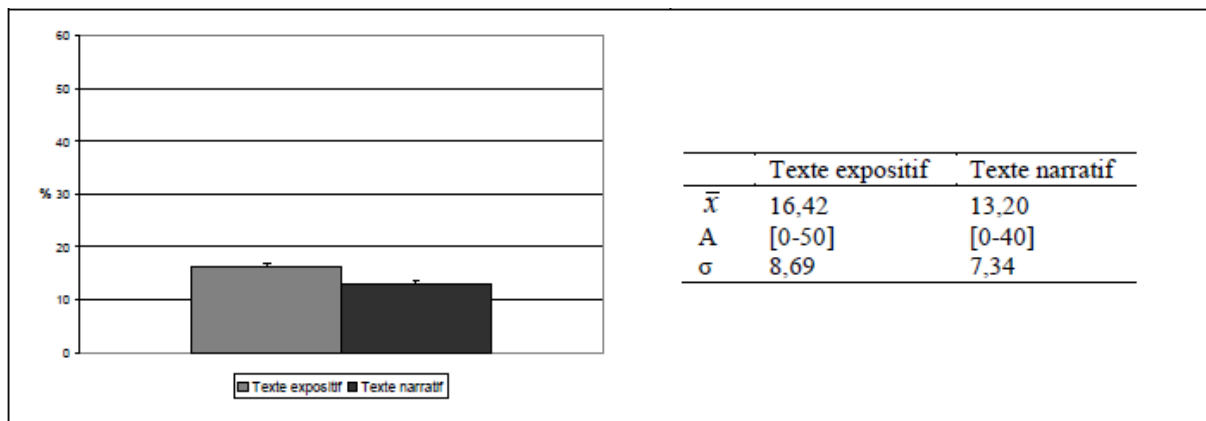 60
50
40
% 30
20
10
0
Texte expositif Texte narratif
Texte expositif Texte narratif
x̅ 16,42 13,20
A [0-50] [0-40]
σ 8,69 7,34